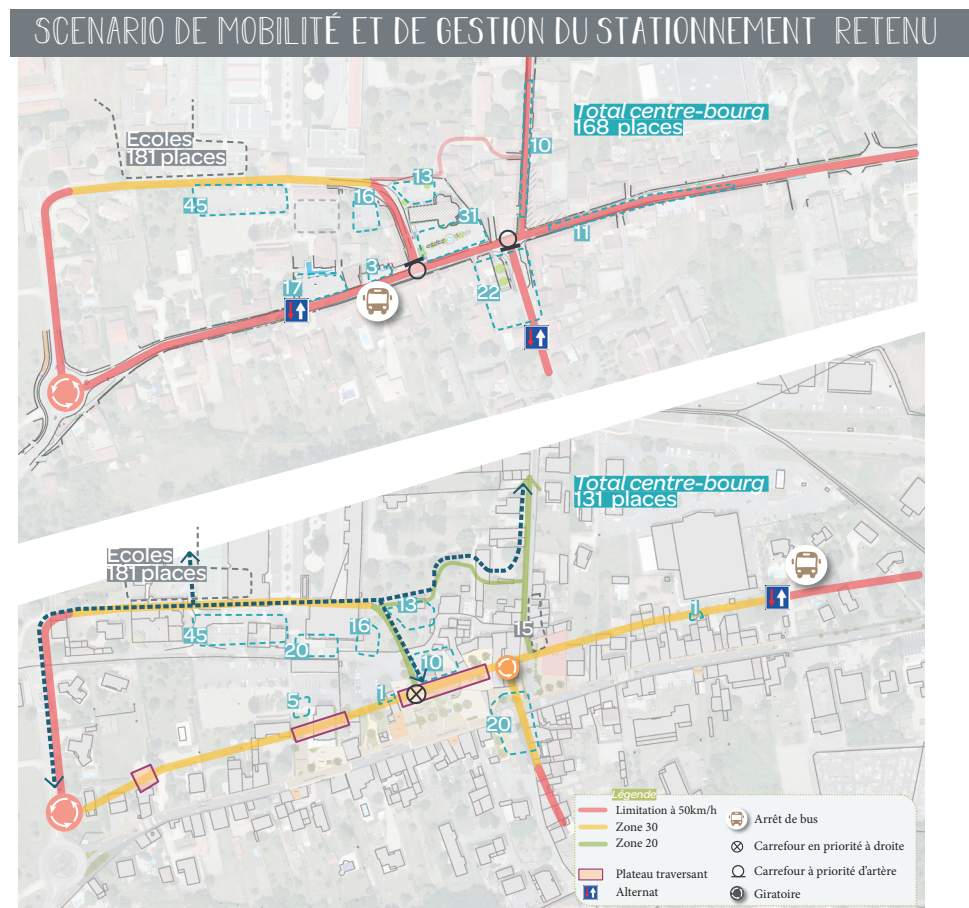 SCENARIO DE MOBILITÉ ET DE GESTION DU STATIONNEMENT RETENU
Total centre-bourg
168 places
Ecoles
181 places
10
13
45
16
31
11
3
17
22
Total centre-bourg
131 places
Ecoles
181 places
13
1
45
16
15
20
10
5
1
20
Légende
Limitation à 50km/h
Zone 30
Zone 20
Plateau traversant
Alternat
Arrêt de bus
Carrefour en priorité à droite
Carrefour à priorité d'artère
Giratoire